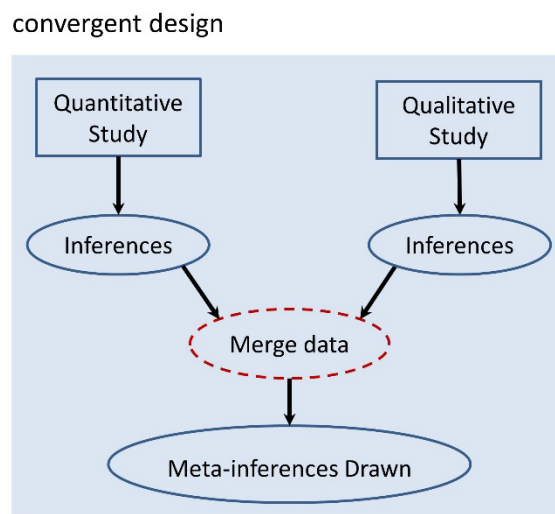 convergent design
Quantitative
Study
Qualitative
Study
Inferences
Inferences
Merge data
Meta-inferences Drawn